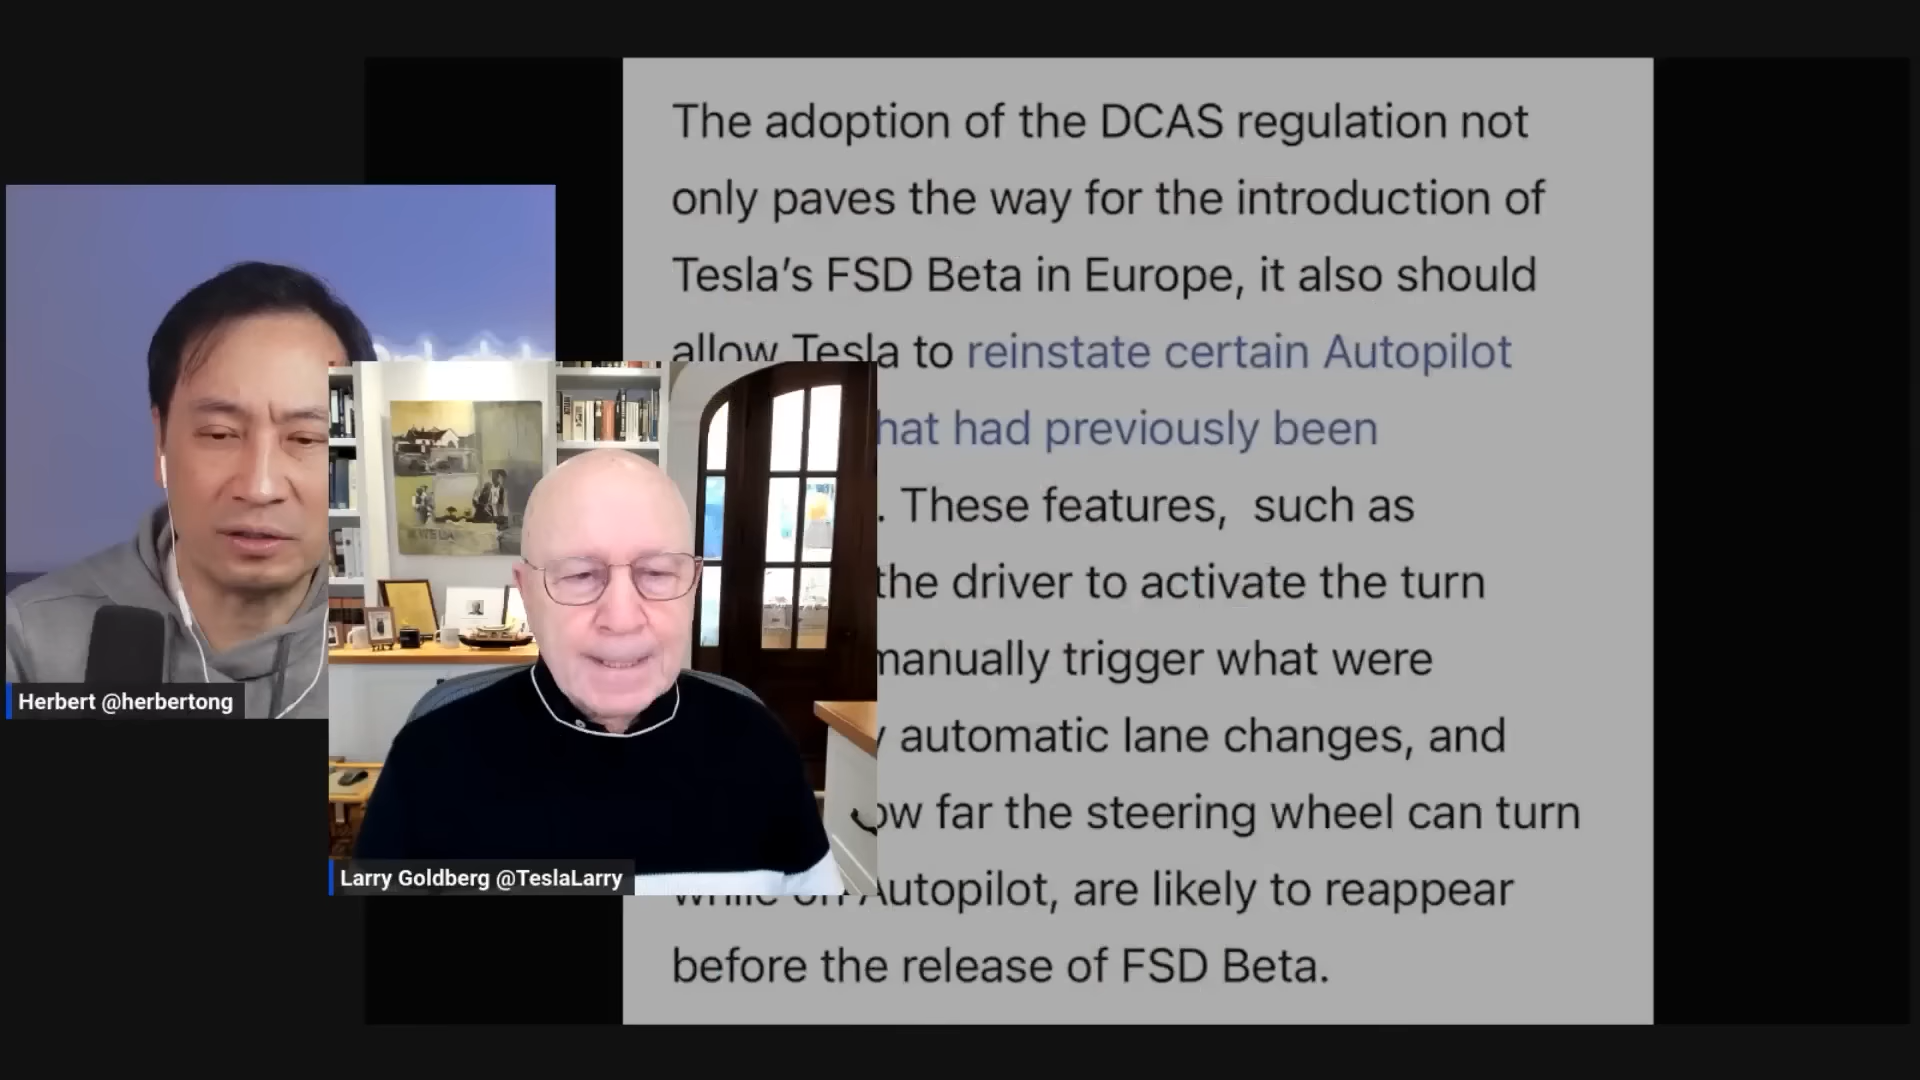 The adoption of the DCAS regulation not
only paves the way for the introduction of
Tesla's FSD Beta in Europe, it also should
allow Tesla to reinstate certain Autopilot
hat had previously been
. These features, such as
the driver to activate the turn
manually trigger what were
automatic lane changes, and
ow far the steering wheel can turn
while on Autopilot, are likely to reappear
before the release of FSD Beta.
Herbert @herbertong
Larry Goldberg @TeslaLarry